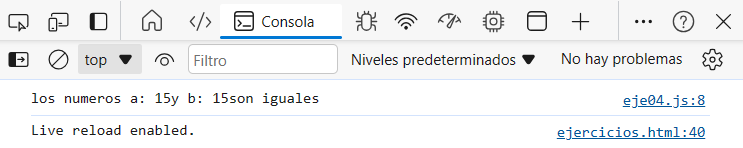 Consola
top
Filtro
Niveles predeterminados
No hay problemas
los numeros a: 15y b: 15son iguales
eje04.js:8
Live reload enabled.
ejercicios.html:40